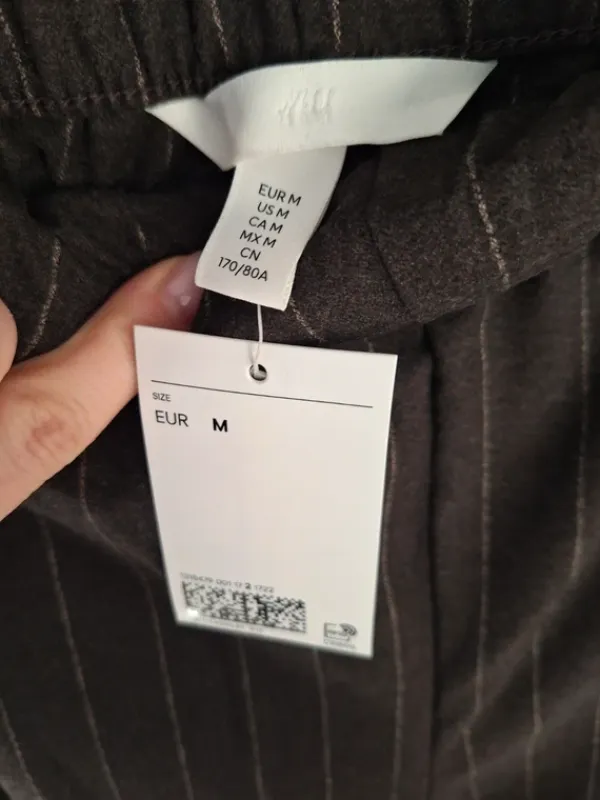 H&M
EUR M
US M
CA M
MX M
CN
170/80A
SIZE
EUR M